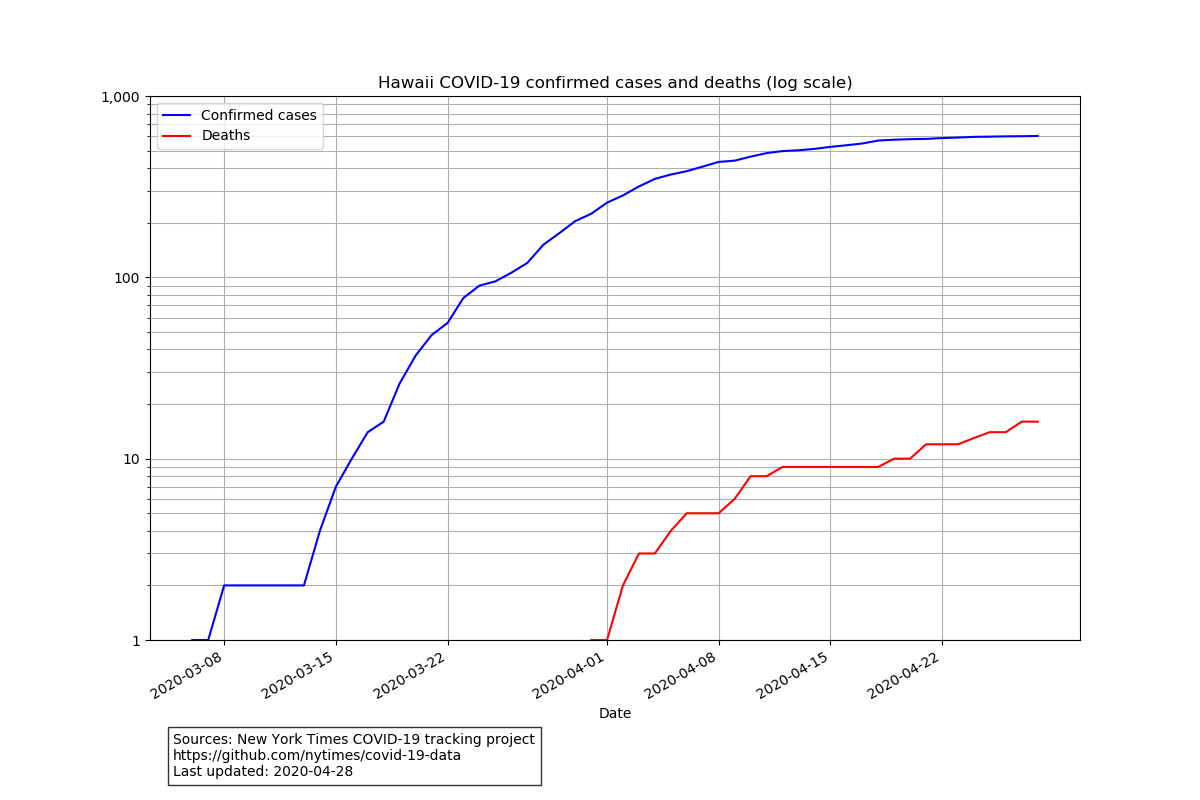 Hawaii COVID-19 confirmed cases and deaths (log scale)
1,000
100
10
1
Confirmed cases
Deaths
2020-03-08
2020-03-15
2020-03-22
2020-04-01
2020-04-08
2020-04-15
2020-04-22
Date
Sources: New York Times COVID-19 tracking project
https://github.com/nytimes/covid-19-data
Last updated: 2020-04-28